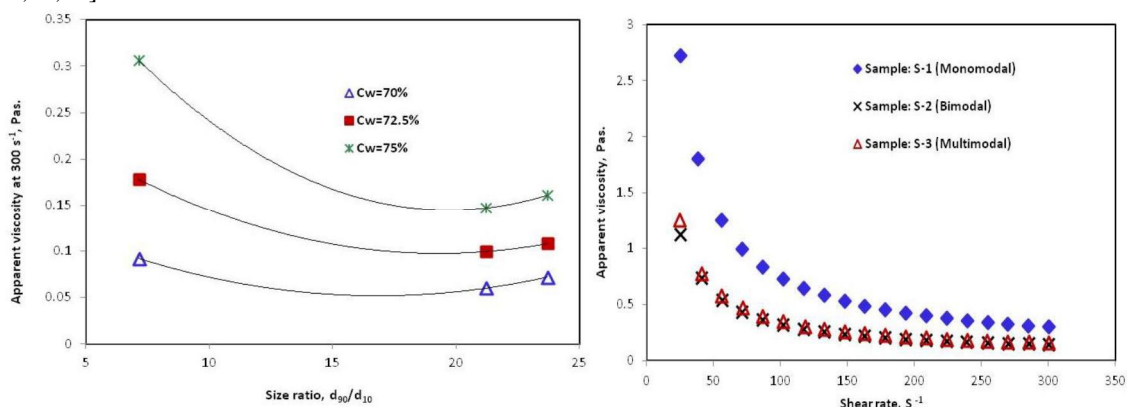 0.35
0.3
0.25
0.2
0.15
0.1
0.05
0
5
10
15
20
25
Apparent viscosity at 300 s⁻¹, Pas.
Size ratio, d₉₀/d₁₀
Cw=70%
Cw=72.5%
Cw=75%
3
2.5
2
1.5
1
0.5
0
0
50
100
150
200
250
300
350
Apparent viscosity, Pas.
Shear rate, S⁻¹
Sample: S-1 (Monomodal)
Sample: S-2 (Bimodal)
Sample: S-3 (Multimodal)